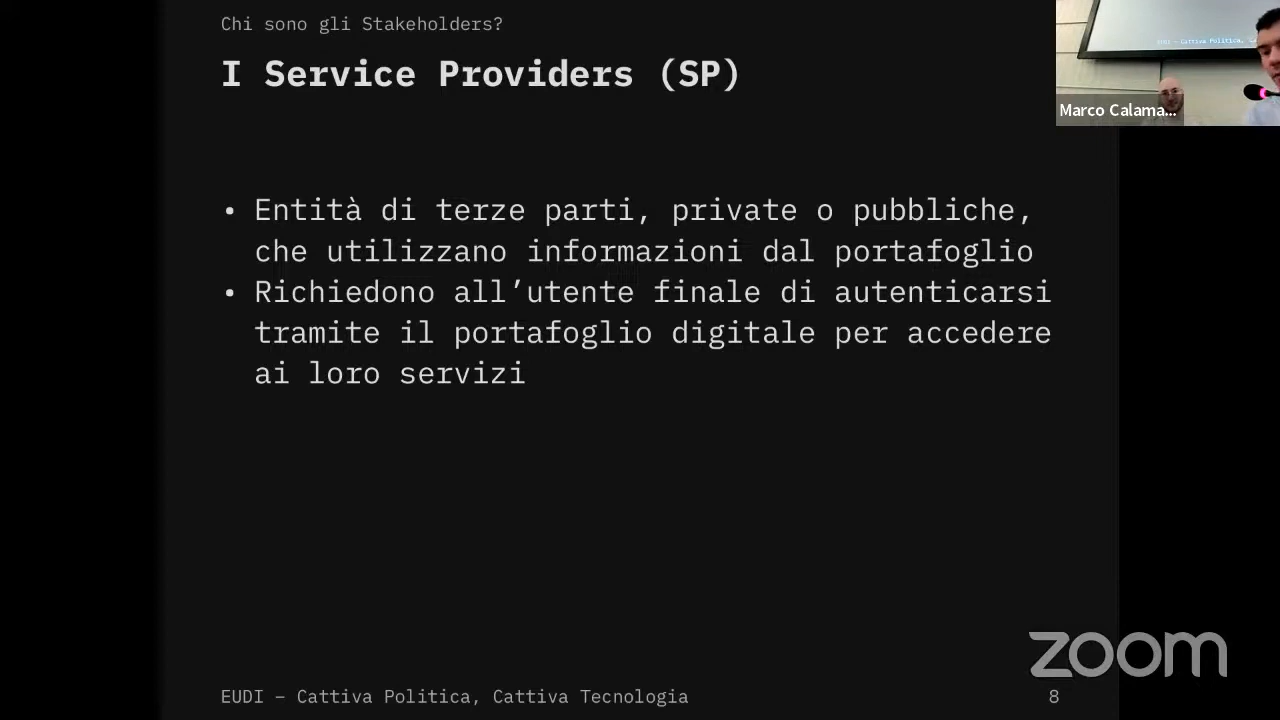 Chi sono gli Stakeholders?
I Service Providers (SP)
Marco Calama...
• Entità di terze parti, private o pubbliche,
che utilizzano informazioni dal portafoglio
• Richiedono all’utente finale di autenticarsi
tramite il portafoglio digitale per accedere
ai loro servizi
zoom
EUDI – Cattiva Politica, Cattiva Tecnologia
8